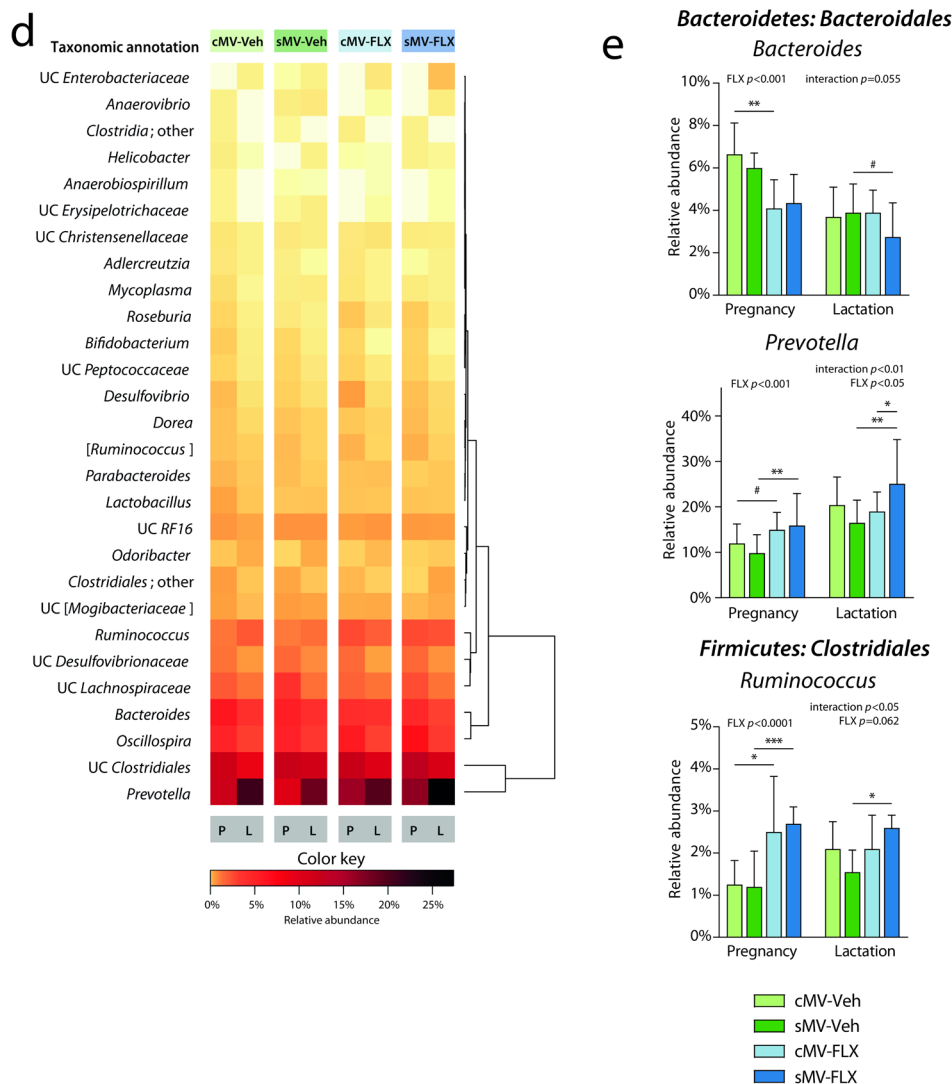 d
Taxonomic annotation
cMV-Veh
sMV-Veh
cMV-FLX
sMV-FLX
UC Enterobacteriaceae
Anaerovibrio
Clostridia ; other
Helicobacter
Anaerobiospirillum
UC Erysipelotrichaceae
UC Christensenellaceae
Adlercreutzia
Mycoplasma
Roseburia
Bifidobacterium
UC Peptococcaceae
Desulfovibrio
Dorea
[Ruminococcus ]
Parabacteroides
Lactobacillus
UC RF16
Odoribacter
Clostridiales ; other
UC [Mogibacteriaceae ]
Ruminococcus
UC Desulfovibrionaceae
UC Lachnospiraceae
Bacteroides
Oscillospira
UC Clostridiales
Prevotella
P L P L P L P L
Color key
0% 5% 10% 15% 20% 25%
Relative abundance
e
Bacteroidetes: Bacteroidales
Bacteroides
FLX p<0.001 interaction p=0.055
10%
8%
6%
4%
2%
0%
Relative abundance
**
#
Pregnancy Lactation
Prevotella
interaction p<0.01
FLX p<0.001 FLX p<0.05
40%
30%
20%
10%
0%
Relative abundance
#
**
**
*
Pregnancy Lactation
Firmicutes: Clostridiales
Ruminococcus
interaction p<0.05
FLX p<0.0001 FLX p=0.062
5%
4%
3%
2%
1%
0%
Relative abundance
*
***
*
Pregnancy Lactation
cMV-Veh
sMV-Veh
cMV-FLX
sMV-FLX